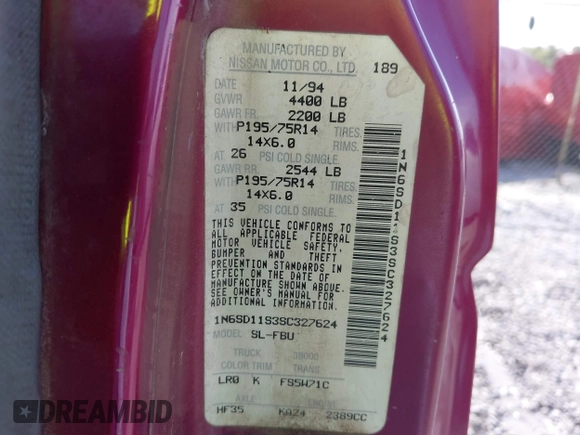 MANUFACTURED BY
NISSAN MOTOR CO., LTD. 189
DATE 11/94
GVWR 4400 LB
GAWR FR. 2200 LB
WITH P195/75R14 TIRES.
14X6.0 RIMS.
AT 26 PSI COLD SINGLE.
GAWR RR. 2544 LB
WITH P195/75R14 TIRES.
14X6.0 RIMS.
AT 35 PSI COLD SINGLE.
THIS VEHICLE CONFORMS TO
ALL APPLICABLE FEDERAL
MOTOR VEHICLE SAFETY,
BUMPER AND THEFT
PREVENTION STANDARDS IN
EFFECT ON THE DATE OF
MANUFACTURE SHOWN ABOVE.
SEE OWNER'S MANUAL FOR
ADDITIONAL INFORMATION.
1N6SD11S3SC327624
MODEL SL-FBU
TRUCK 38000
COLOR TRIM
LR0 K FS5W71C
AXLE ENGINE
HF35 KA24 2389CC
1N6SD11S3SC327624
DREAMBID